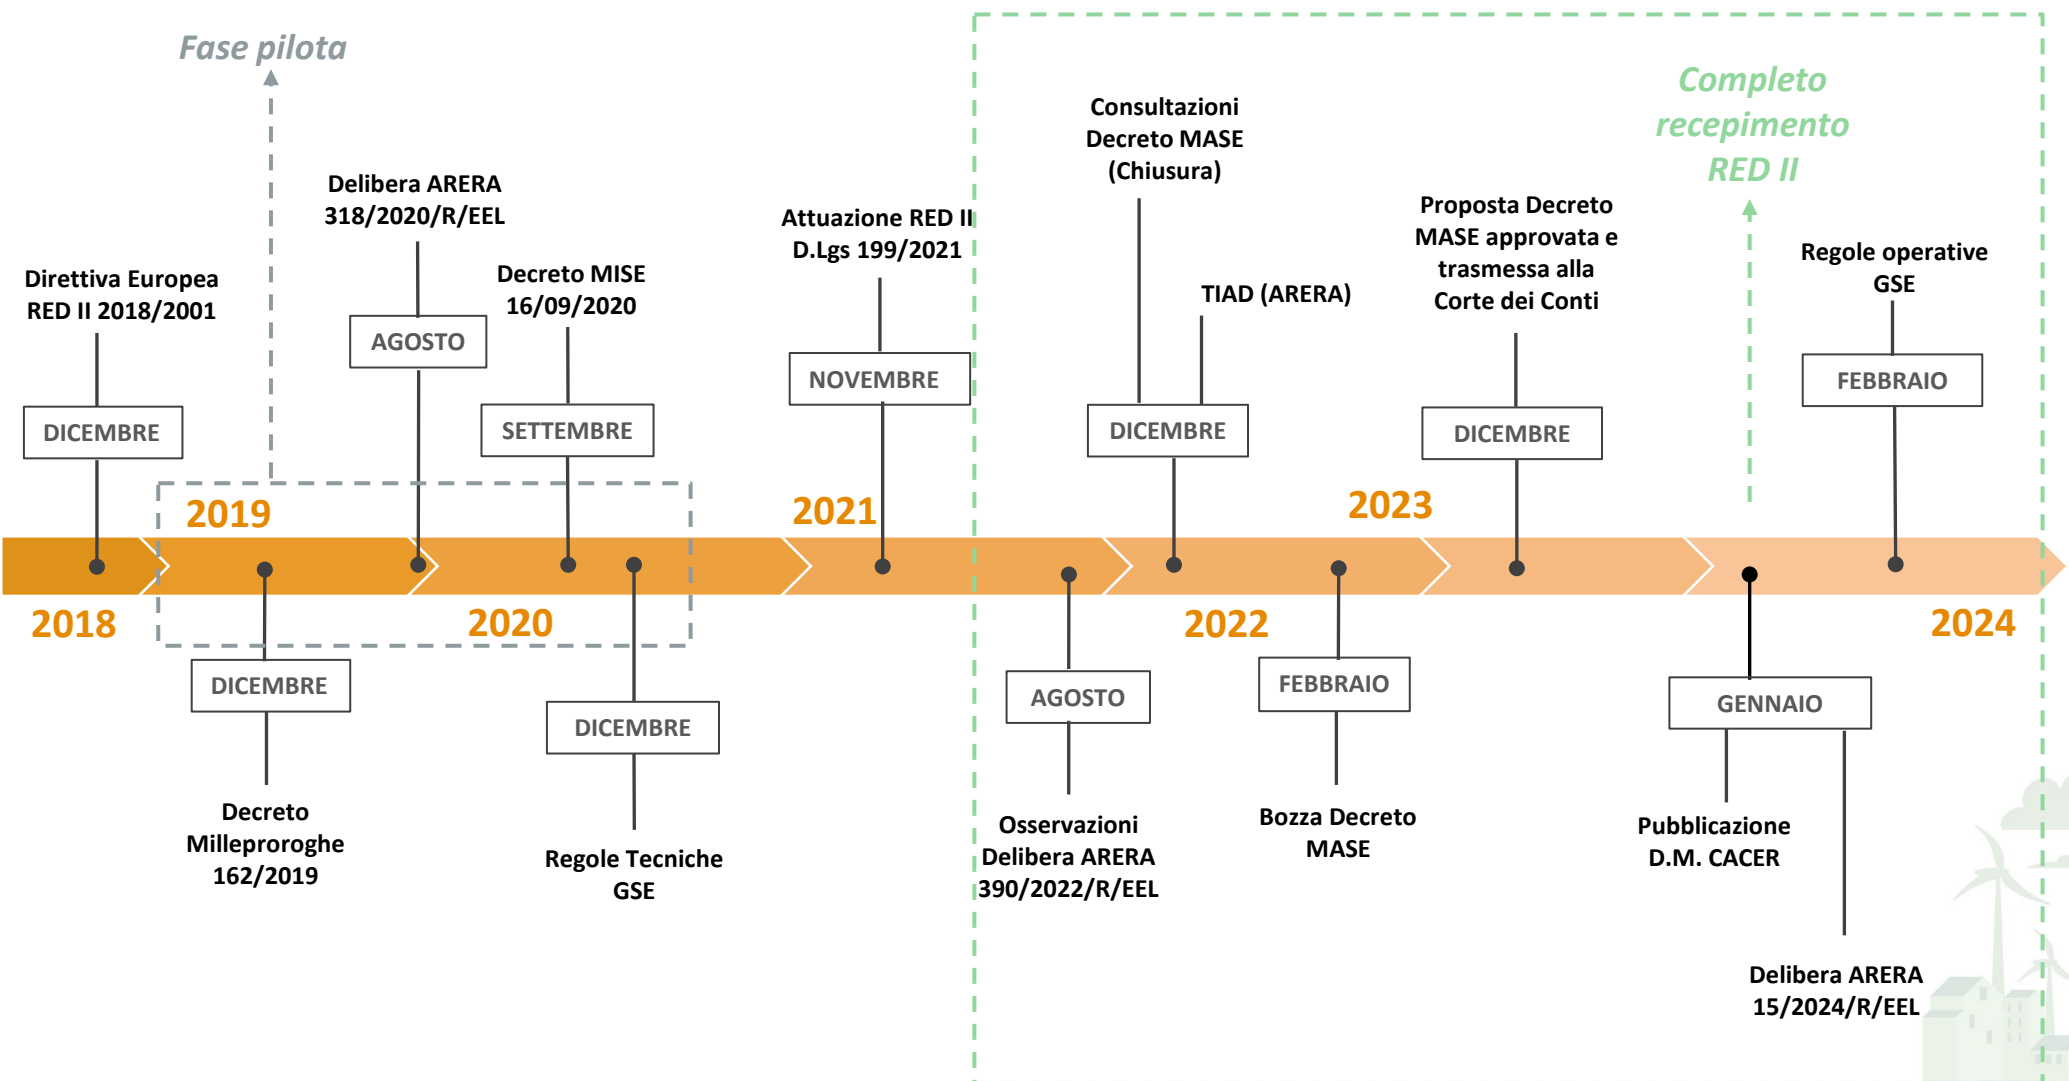 Fase pilota
Completo
recepimento
RED II
Direttiva Europea
RED II 2018/2001
DICEMBRE
Delibera ARERA
318/2020/R/EEL
AGOSTO
Decreto MISE
16/09/2020
SETTEMBRE
Attuazione RED II
D.Lgs 199/2021
NOVEMBRE
Consultazioni
Decreto MASE
(Chiusura)
TIAD (ARERA)
DICEMBRE
Proposta Decreto
MASE approvata e
trasmessa alla
Corte dei Conti
DICEMBRE
Regole operative
GSE
FEBBRAIO
2019
2021
2023
2018
2020
2022
2024
DICEMBRE
Decreto
Milleproroghe
162/2019
DICEMBRE
Regole Tecniche
GSE
AGOSTO
Osservazioni
Delibera ARERA
390/2022/R/EEL
FEBBRAIO
Bozza Decreto
MASE
GENNAIO
Pubblicazione
D.M. CACER
Delibera ARERA
15/2024/R/EEL